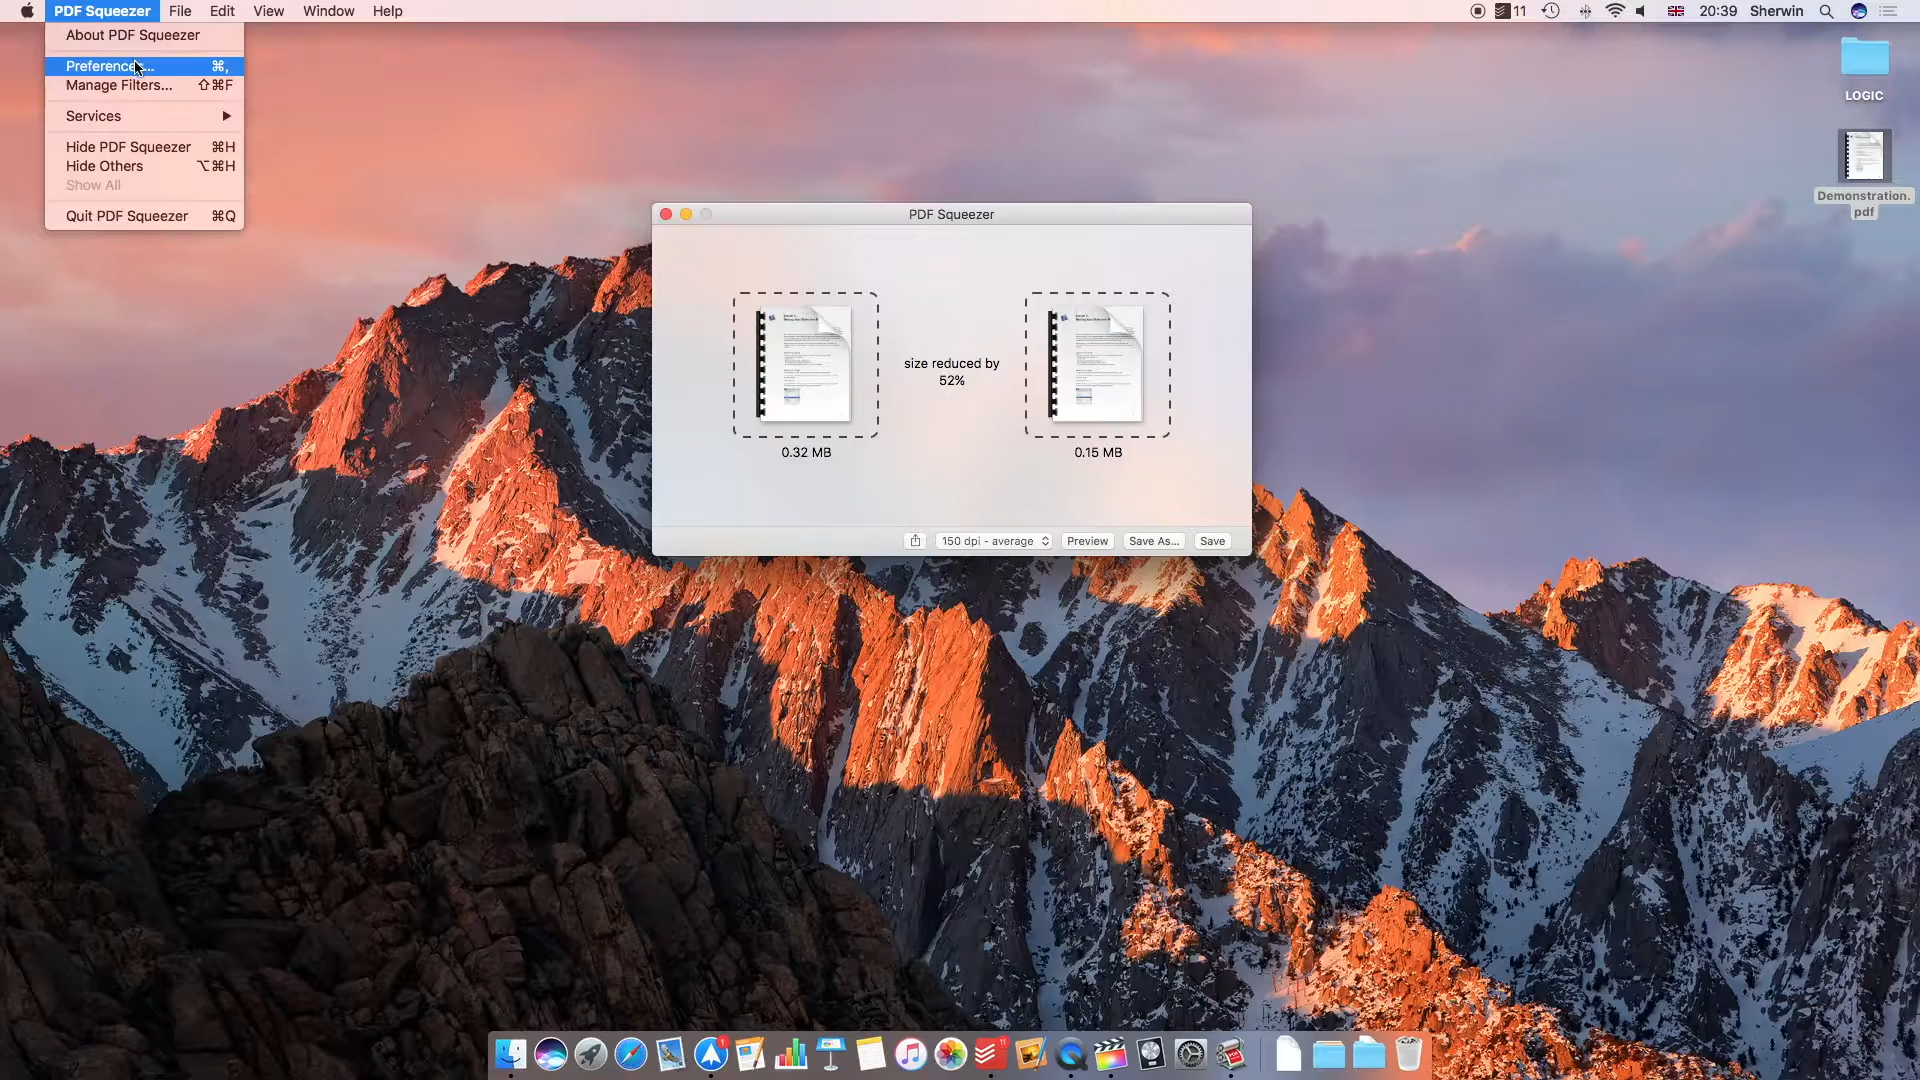 PDF Squeezer File Edit View Window Help
11 20:39 Sherwin
About PDF Squeezer
Preferences... ⌘,
Manage Filters... ⇧⌘F
Services ▶
Hide PDF Squeezer ⌘H
Hide Others ⌥⌘H
Show All
Quit PDF Squeezer ⌘Q
LOGIC
Demonstration.
pdf
PDF Squeezer
size reduced by
52%
0.32 MB
0.15 MB
150 dpi - average Preview Save As... Save